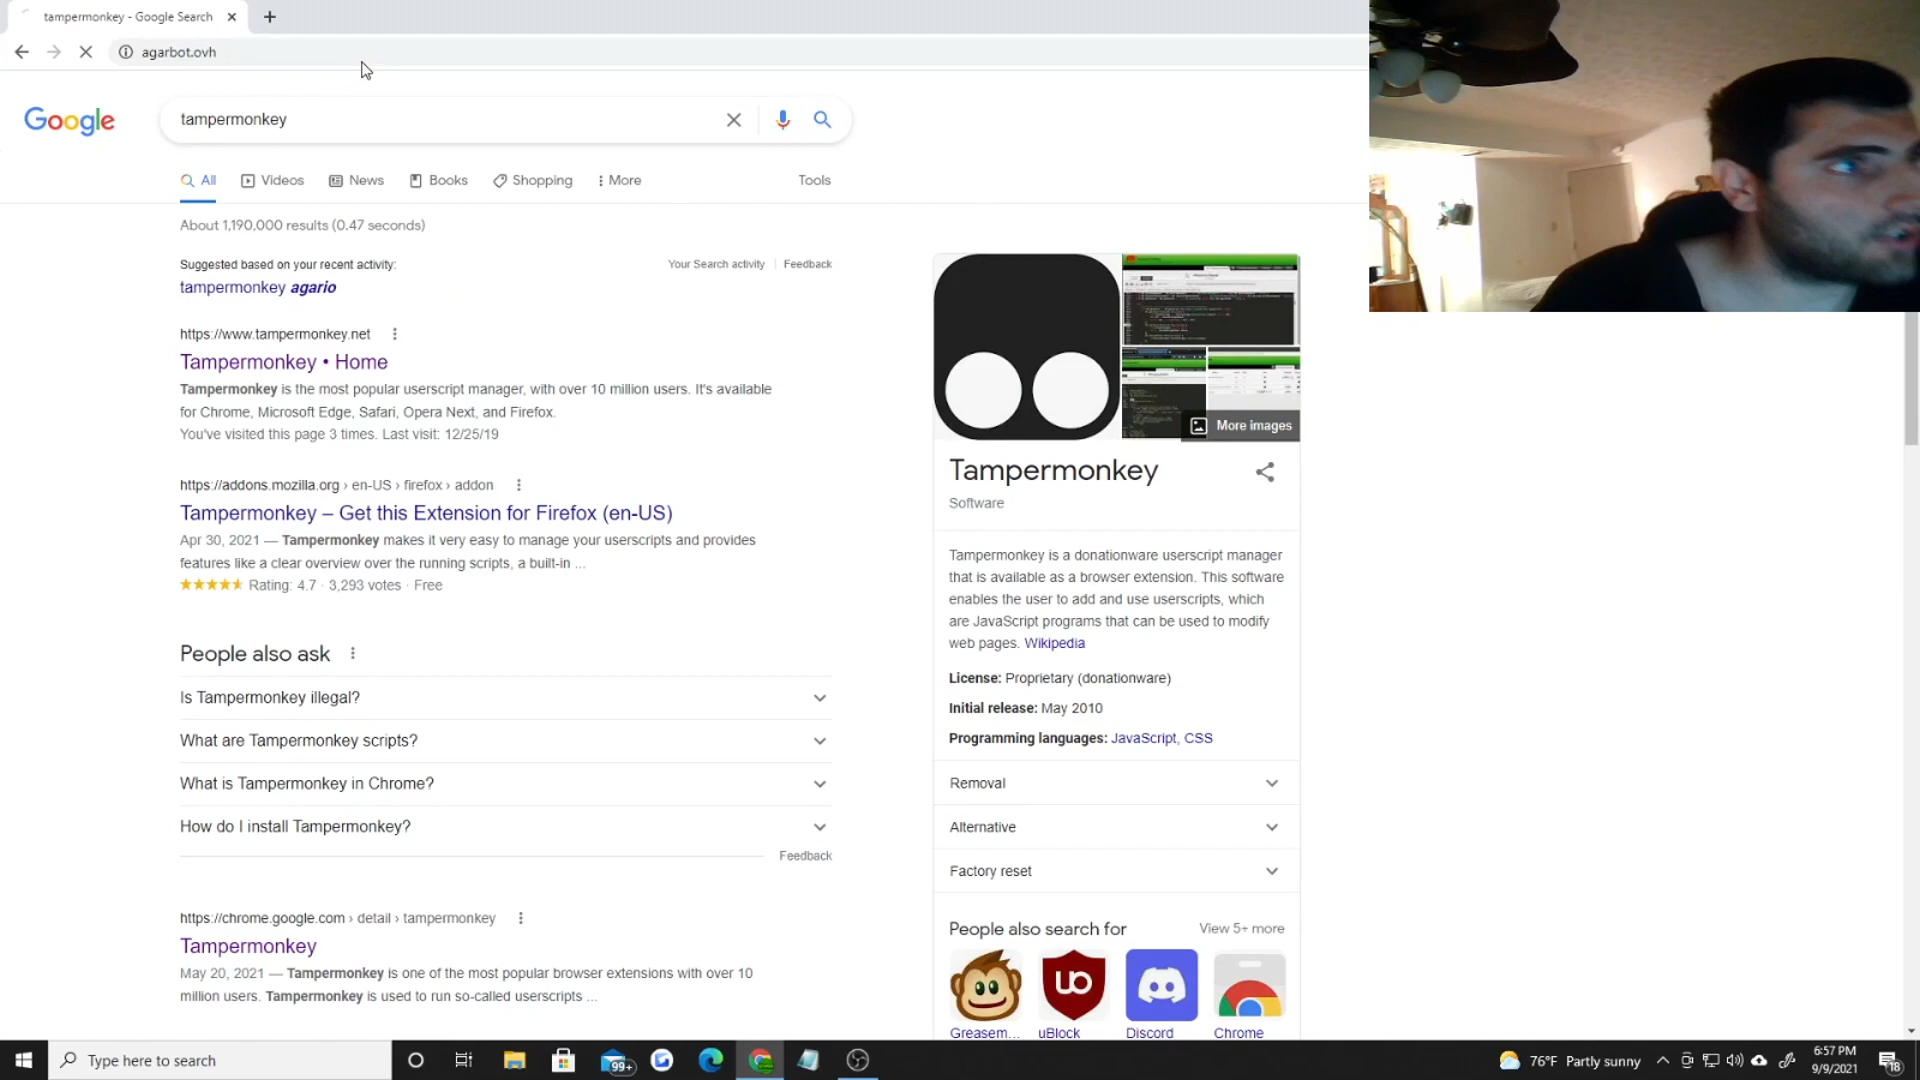 tampermonkey - Google Search
agarbot.ovh
Google
tampermonkey
All
Videos
News
Books
Shopping
More
Tools
About 1,190,000 results (0.47 seconds)
Suggested based on your recent activity:
Your Search activity
Feedback
tampermonkey agario
https://www.tampermonkey.net
Tampermonkey • Home
Tampermonkey is the most popular userscript manager, with over 10 million users. It's available
for Chrome, Microsoft Edge, Safari, Opera Next, and Firefox.
You've visited this page 3 times. Last visit: 12/25/19
https://addons.mozilla.org › en-US › firefox › addon
Tampermonkey – Get this Extension for Firefox (en-US)
Apr 30, 2021 — Tampermonkey makes it very easy to manage your userscripts and provides
features like a clear overview over the running scripts, a built-in ...
Rating: 4.7 · 3,293 votes · Free
People also ask
Is Tampermonkey illegal?
What are Tampermonkey scripts?
What is Tampermonkey in Chrome?
How do I install Tampermonkey?
Feedback
https://chrome.google.com › detail › tampermonkey
Tampermonkey
May 20, 2021 — Tampermonkey is one of the most popular browser extensions with over 10
million users. Tampermonkey is used to run so-called userscripts ...
More images
Tampermonkey
Software
Tampermonkey is a donationware userscript manager
that is available as a browser extension. This software
enables the user to add and use userscripts, which
are JavaScript programs that can be used to modify
web pages. Wikipedia
License: Proprietary (donationware)
Initial release: May 2010
Programming languages: JavaScript, CSS
Removal
Alternative
Factory reset
People also search for
View 5+ more
UO
Greasem...
uBlock
Discord
Chrome
Type here to search
99+
76°F Partly sunny
6:57 PM
9/9/2021
18